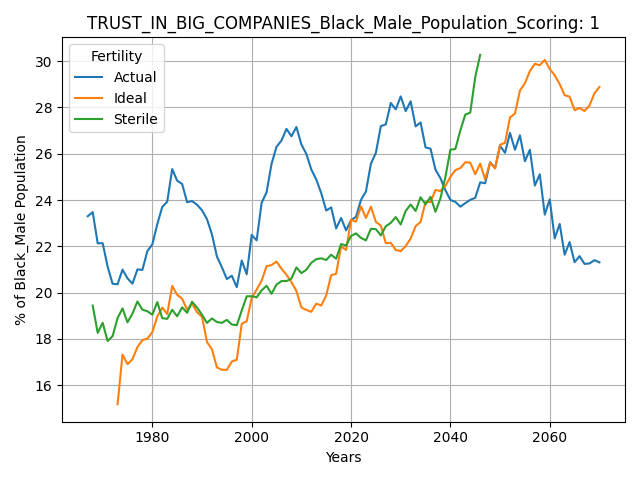 TRUST_IN_BIG_COMPANIES_Black_Male_Population_Scoring: 1
Fertility
Actual
Ideal
Sterile
% of Black_Male Population
30
28
26
24
22
20
18
16
1980 2000 2020 2040 2060
Years